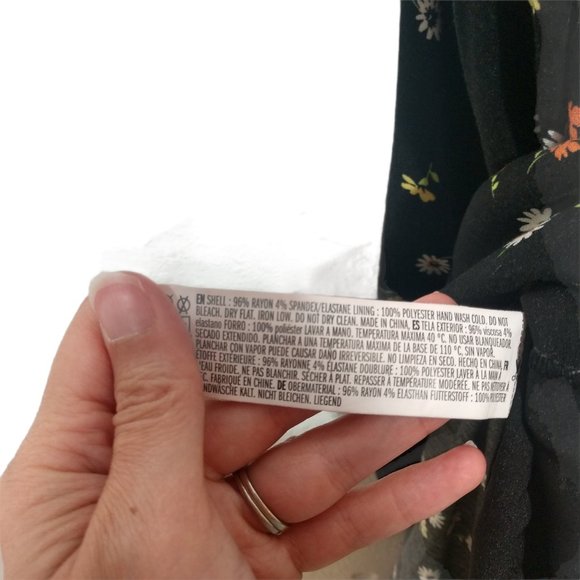 EN SHELL : 96% RAYON 4% SPANDEX/ELASTANE LINING : 100% POLYESTER HAND WASH COLD. DO NOT
BLEACH, DRY FLAT. IRON LOW. DO NOT DRY CLEAN. MADE IN CHINA. ES TELA EXTERIOR : 96% viscosa 4%
elastano FORRO : 100% poliéster LAVAR A MANO. TEMPERATURA MAXIMA 40 °C. NO USAR BLANQUEADOR
SECADO EXTENDIDO. PLANCHAR A UNA TEMPERATURA MAXIMA DE LA BASE DE 110 °C, SIN VAPOR.
PLANCHAR CON VAPOR PUEDE CAUSAR DAÑO IRREVERSIBLE. NO LIMPIEZA EN SECO. HECHO EN CHINA. FR
ETOFFE EXTÉRIEURE : 96% RAYONNE 4% ELASTANE DOUBLURE : 100% POLYESTER LAVER À LA MAIN À
L'EAU FROIDE. NE PAS BLANCHIR. SÉCHER À PLAT. REPASSER À TEMPÉRATURE MODÉRÉE. NE PAS
FABRIQUÉ EN CHINE. DE OBERMATERIAL : 96% RAYON 4% ELASTHAN FUTTERSTOFF : 100% POLYESTER
HANDWÄSCHE KALT. NICHT BLEICHEN. LIEGEND